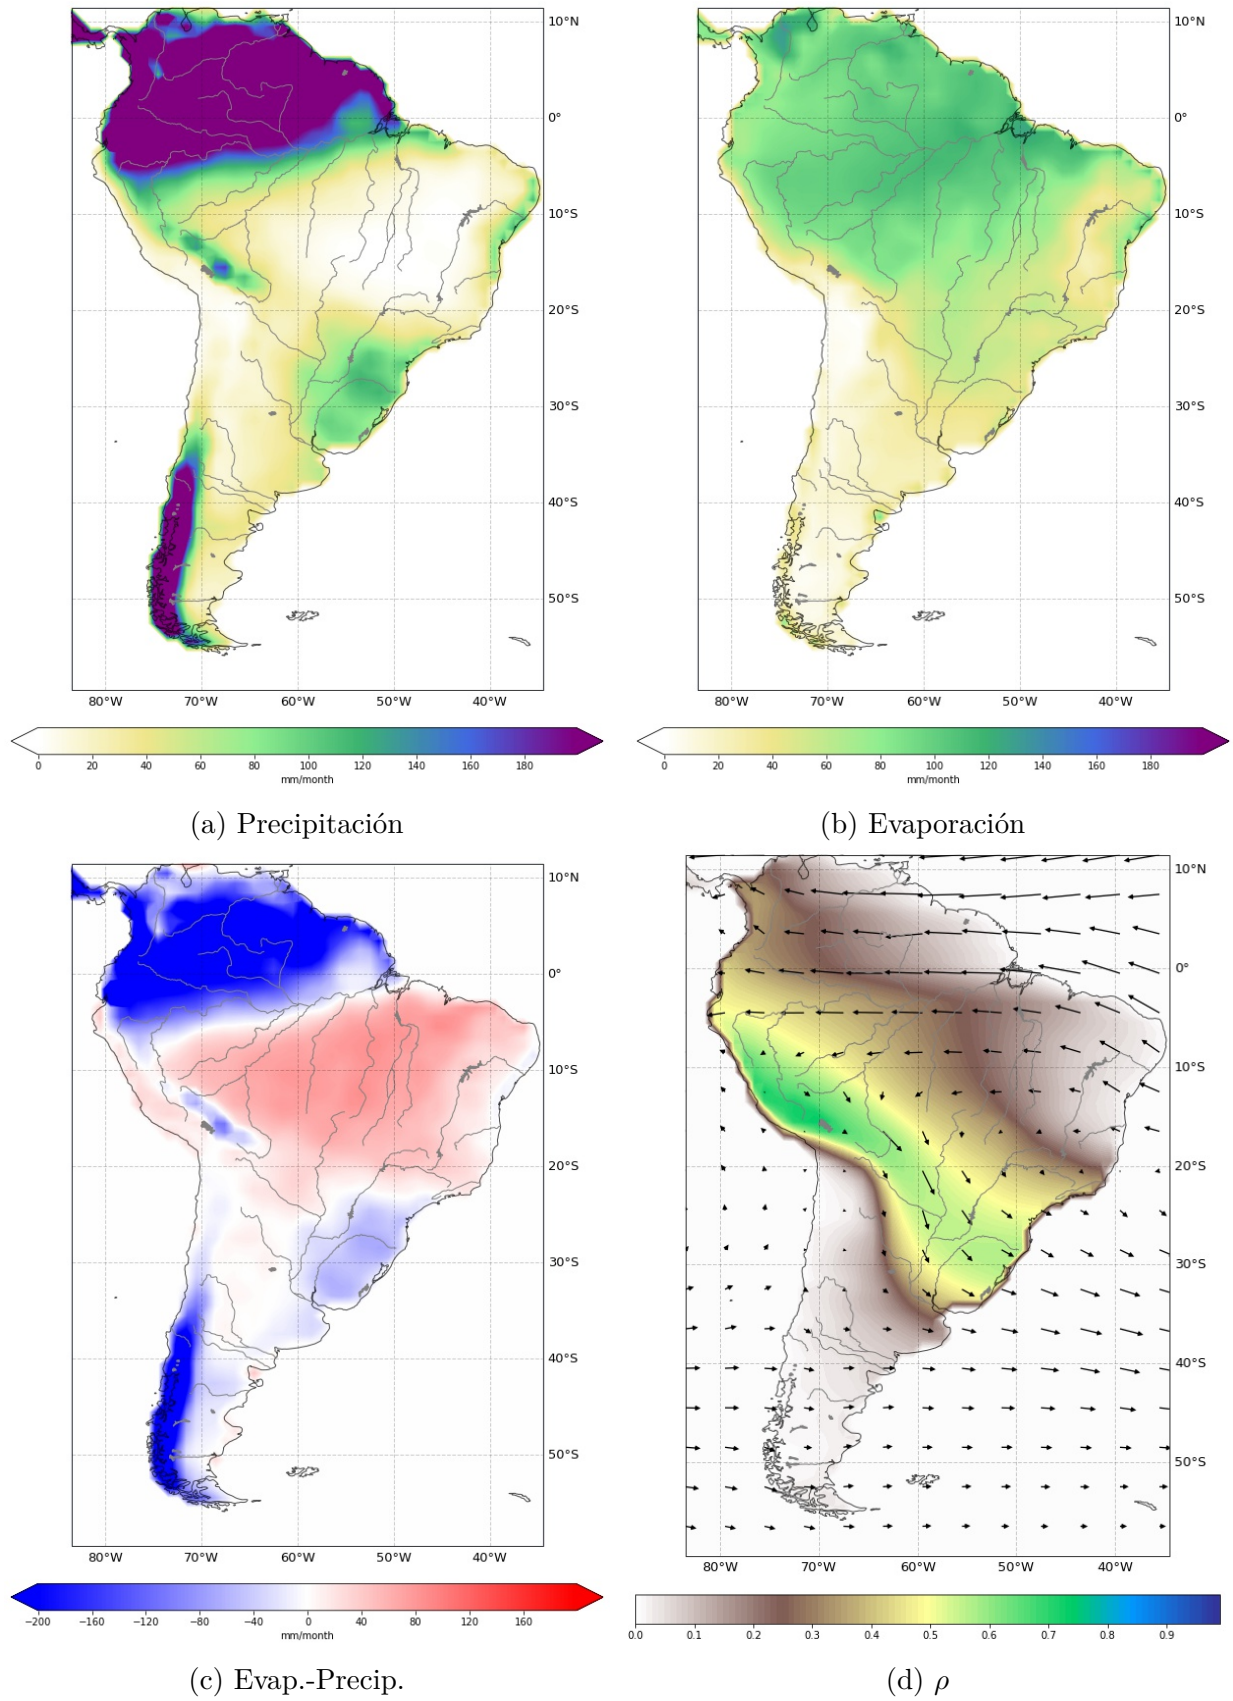 10°N
0°
10°S
20°S
30°S
40°S
50°S
80°W 70°W 60°W 50°W 40°W
0 20 40 60 80 100 120 140 160 180
mm/month
(a) Precipitación
10°N
0°
10°S
20°S
30°S
40°S
50°S
80°W 70°W 60°W 50°W 40°W
0 20 40 60 80 100 120 140 160 180
mm/month
(b) Evaporación
10°N
0°
10°S
20°S
30°S
40°S
50°S
80°W 70°W 60°W 50°W 40°W
−200 −160 −120 −80 −40 0 40 80 120 160
mm/month
(c) Evap.-Precip.
10°N
0°
10°S
20°S
30°S
40°S
50°S
80°W 70°W 60°W 50°W 40°W
0.0 0.1 0.2 0.3 0.4 0.5 0.6 0.7 0.8 0.9
(d) ρ